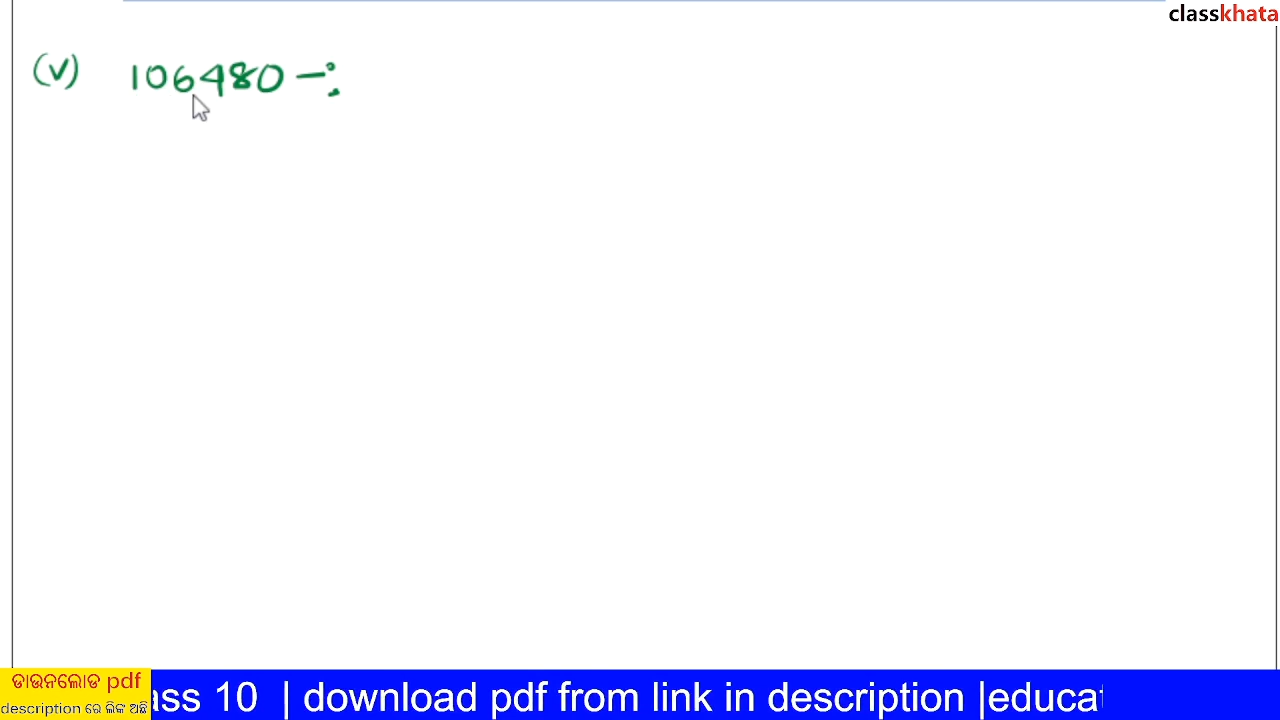 classkhata
(v) 106480 -:
ଡାଉନଲୋଡ pdf
description ରେ ଲିଙ୍କ ଅଛି
ass 10 | download pdf from link in description |educat